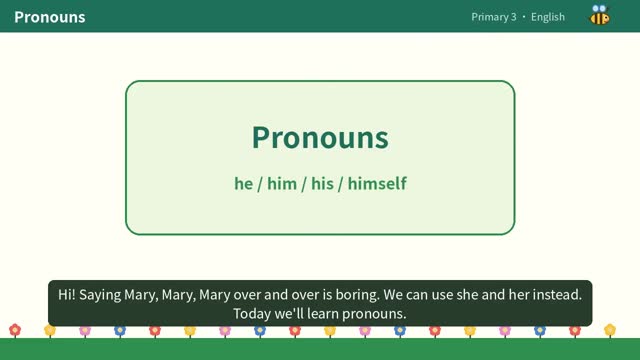 Pronouns
Primary 3 • English
Pronouns
he / him / his / himself
Hi! Saying Mary, Mary, Mary over and over is boring. We can use she and her instead.
Today we'll learn pronouns.